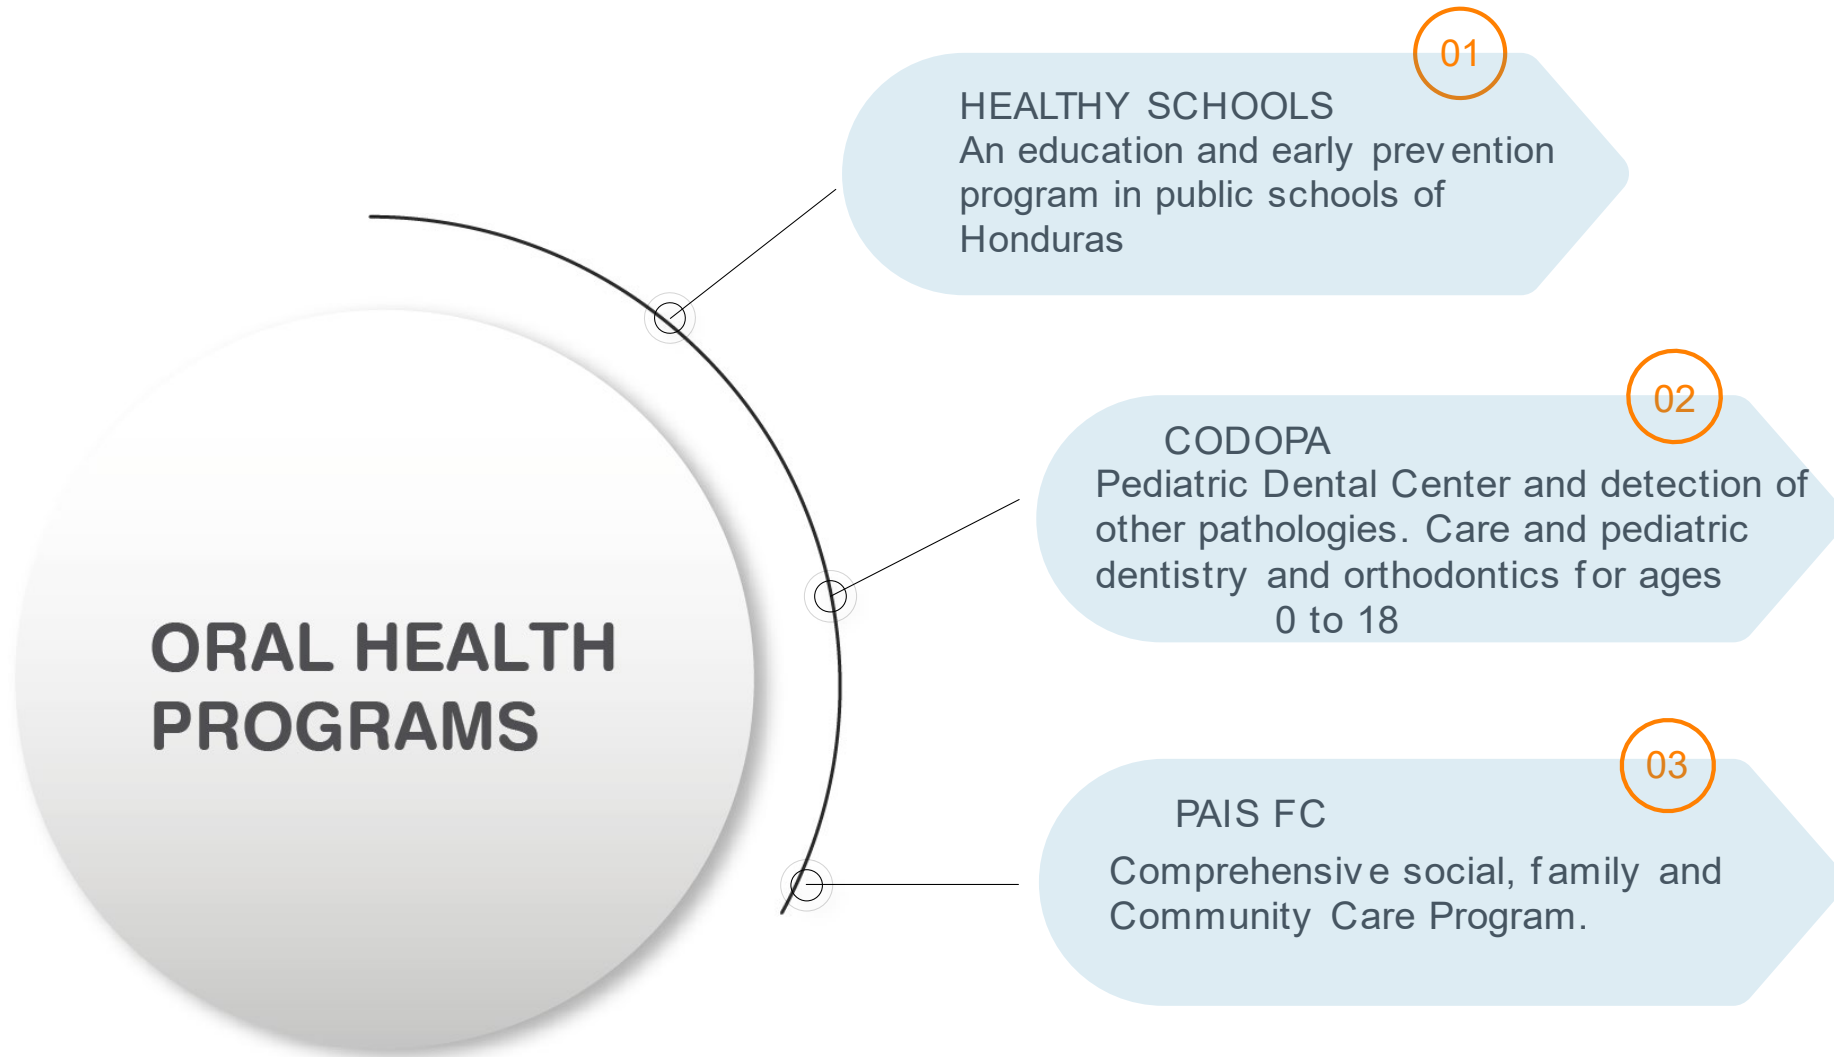 ORAL HEALTH
PROGRAMS
01
HEALTHY SCHOOLS
An education and early prevention
program in public schools of
Honduras
02
CODOPA
Pediatric Dental Center and detection of
other pathologies. Care and pediatric
dentistry and orthodontics for ages
0 to 18
03
PAIS FC
Comprehensive social, family and
Community Care Program.